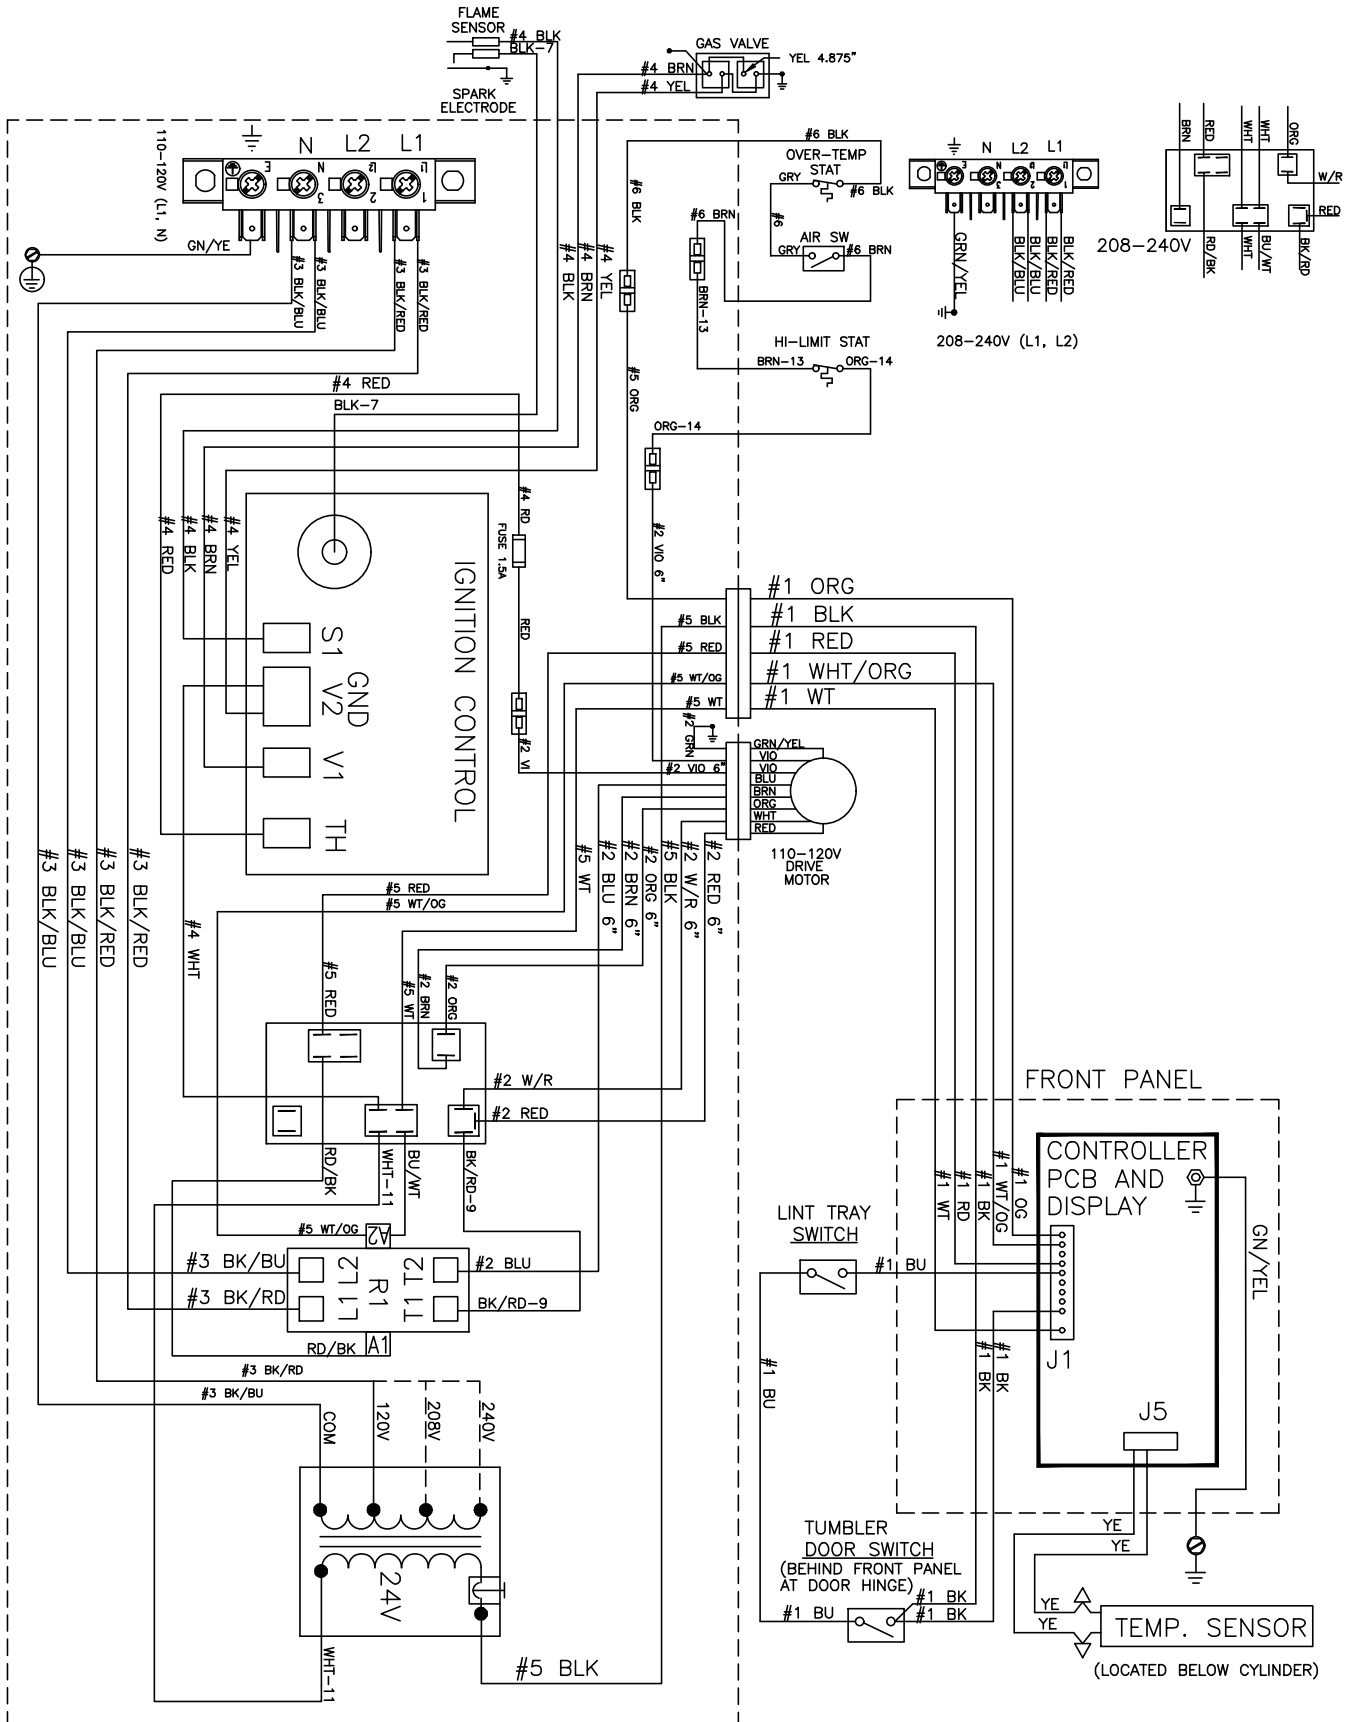 FLAME
SENSOR
#4 BLK
BLK-7
SPARK
ELECTRODE
GAS VALVE
YEL 4.875"
#4 BRN
#4 YEL
110-120V (L1, N)
N L2 L1
E
N
L2
L1
3
2
1
GN/YE
#3 BLK/BLU
#3 BLK/BLU
#3 BLK/RED
#3 BLK/RED
#4 BLK
#4 BRN
#4 YEL
#6 BLK
#6 BLK
OVER-TEMP
STAT
GRY
#6 BLK
#6
#6 BRN
AIR SW
GRY
#6 BRN
BRN-13
HI-LIMIT STAT
BRN-13
ORG-14
#5 ORG
ORG-14
N L2 L1
E
N
L2
L1
3
2
1
GRN/YEL
BLK/BLU
BLK/BLU
BLK/RED
BLK/RED
208-240V (L1, L2)
BRN
RED
WHT
WHT
ORG
W/R
RED
208-240V
RD/BK
WHT
BU/WT
BK/RD
#4 RED
BLK-7
#4 RED
#4 BLK
#4 BRN
#4 YEL
#4 RD
FUSE 1.5A
RED
#2 VI
#2 VIO 6"
IGNITION CONTROL
S1
GND
V2
V1
TH
#1 ORG
#5 BLK
#1 BLK
#5 RED
#1 RED
#5 WT/OG
#1 WHT/ORG
#5 WT
#1 WT
#2 GRN
#2 VIO 6"
GRN/YEL
VIO
VIO
BLU
BRN
ORG
WHT
RED
110-120V
DRIVE
MOTOR
#3 BLK/BLU
#3 BLK/BLU
#3 BLK/RED
#3 BLK/RED
#4 WHT
#5 RED
#5 WT/OG
#5 WT
#2 BLU 6"
#2 BRN 6"
#2 ORG 6"
#5 BLK
#2 W/R 6"
#2 RED 6"
#5 RED
#5 WT
#2 BRN
#2 ORG
#2 W/R
#2 RED
RD/BK
WHT-11
BU/WT
BK/RD-9
#5 WT/OG
A2
#3 BK/BU
#3 BK/RD
L2
L1
R1
T2
T1
#2 BLU
BK/RD-9
RD/BK
A1
#3 BK/RD
#3 BK/BU
COM
120V
208V
240V
24V
WHT-11
#5 BLK
FRONT PANEL
CONTROLLER
PCB AND
DISPLAY
#1 WT
#1 RD
#1 BK
#1 WT/OG
#1 OG
GN/YEL
LINT TRAY
SWITCH
#1 BU
#1 BU
J1
#1 BK
#1 BK
J5
TUMBLER
DOOR SWITCH
(BEHIND FRONT PANEL
AT DOOR HINGE)
#1 BU
#1 BK
#1 BK
YE
YE
YE
YE
TEMP. SENSOR
(LOCATED BELOW CYLINDER)